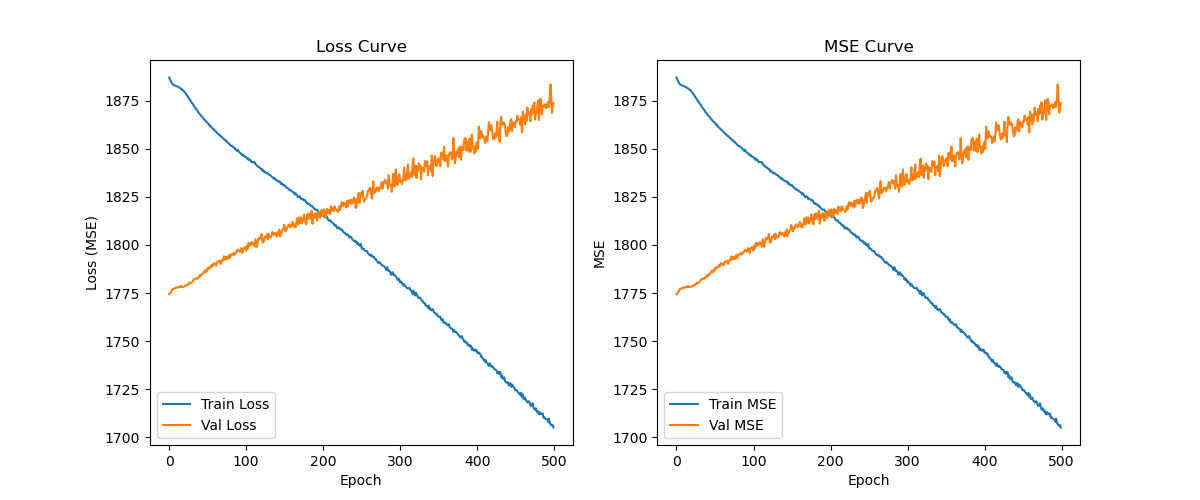 Loss Curve
1875
1850
1825
1800
1775
1750
1725
1700
Loss (MSE)
0 100 200 300 400 500
Epoch
Train Loss
Val Loss
MSE Curve
1875
1850
1825
1800
1775
1750
1725
1700
MSE
0 100 200 300 400 500
Epoch
Train MSE
Val MSE